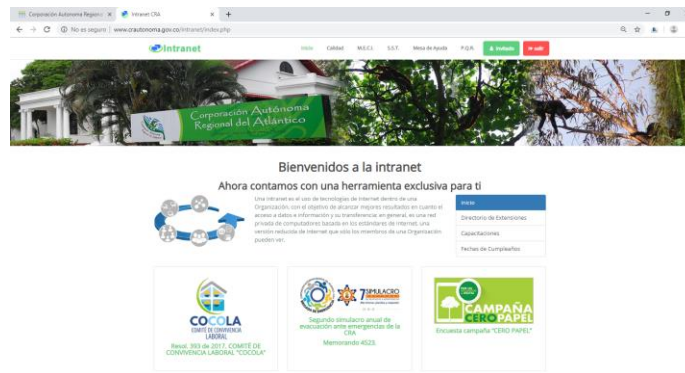 Corporación Autónoma Regional
Intranet CRA
No es seguro | www.crautonoma.gov.co/intranet/index.php
Intranet
Inicio Calidad M.E.C.I. S.S.T. Mesa de Ayuda P.Q.R. Invitado salir
Corporación Autónoma
Regional del Atlántico
Bienvenidos a la intranet
Ahora contamos con una herramienta exclusiva para ti
Una intranet es el uso de tecnologías de Internet dentro de una
Organización, con el objetivo de alcanzar mejores resultados en cuanto el
acceso a datos e información y su transferencia; en general, es una red
privada de computadores basada en los estándares de Internet, una
versión reducida de Internet que sólo los miembros de una Organización
pueden ver.
Inicio
Directorio de Extensiones
Capacitaciones
Fechas de Cumpleaños
COCOLA
COMITÉ DE CONVIVENCIA
LABORAL
Resol. 393 de 2017. COMITÉ DE
CONVIVENCIA LABORAL "COCOLA"
7 SIMULACRO
Segundo simulacro anual de
evacuación ante emergencias de la
CRA
Memorando 4523.
CAMPAÑA
CERO PAPEL
Encuesta campaña "CERO PAPEL"